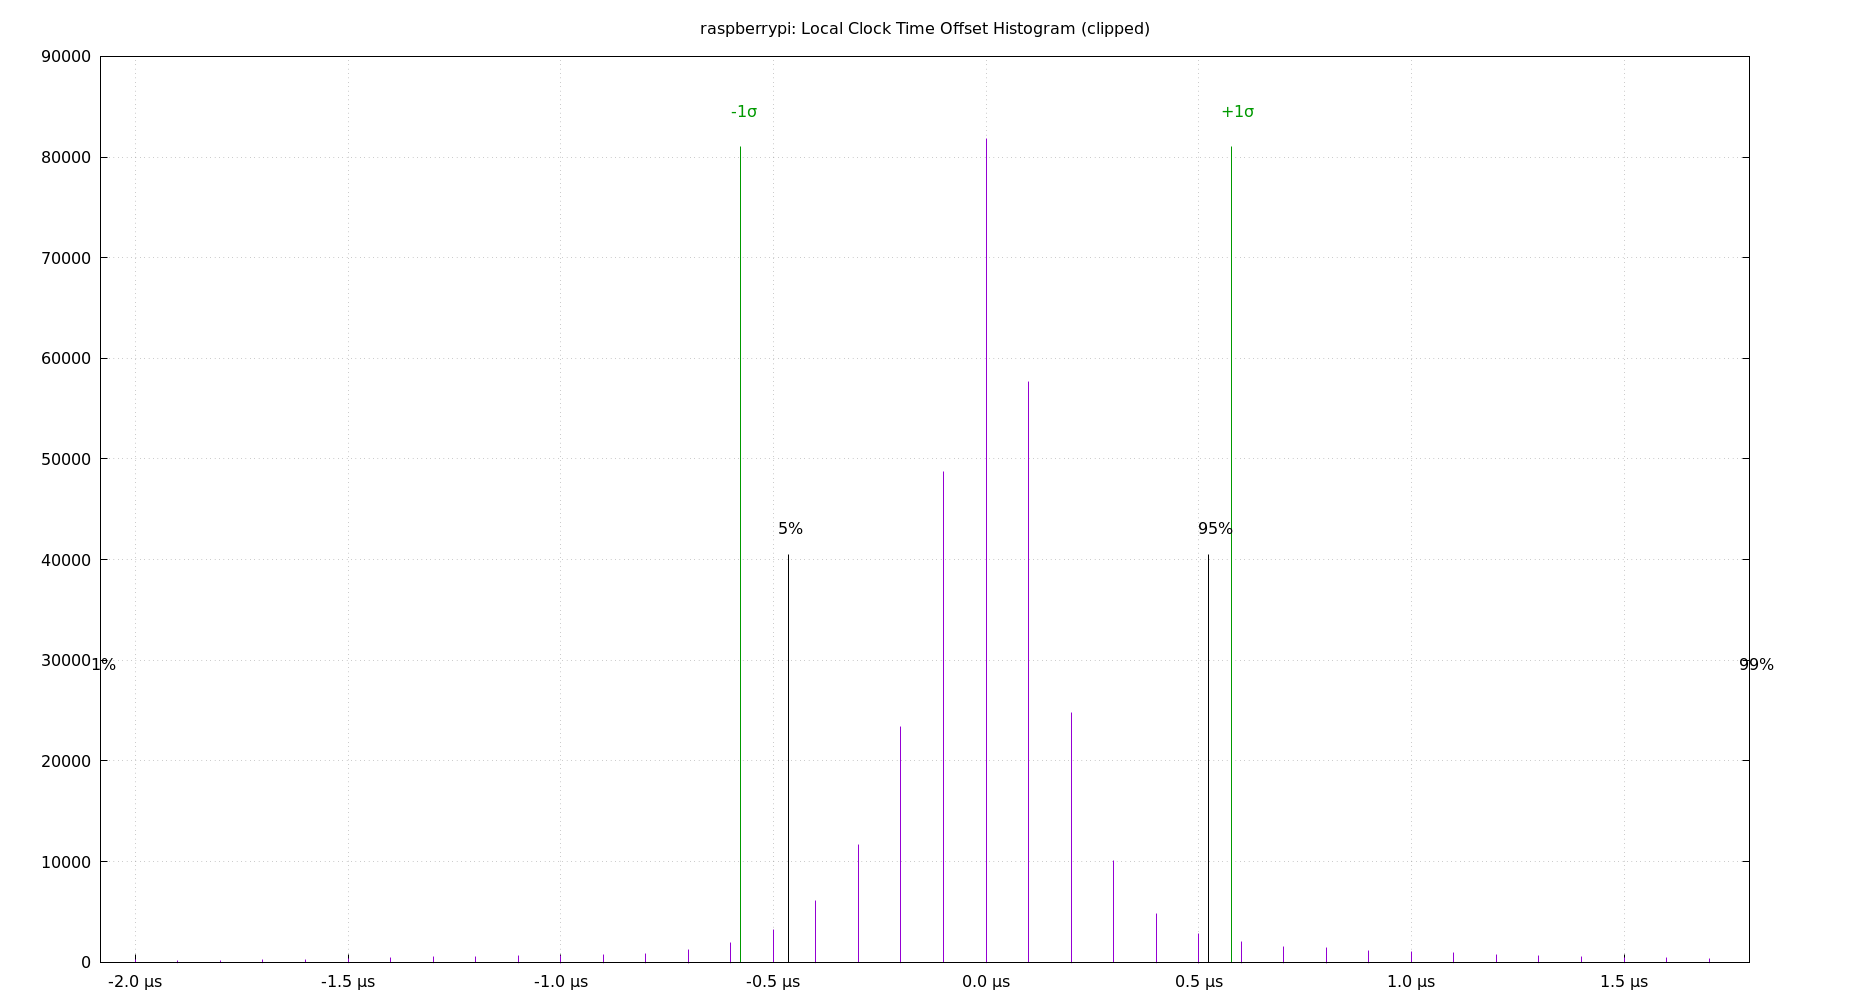 raspberrypi: Local Clock Time Offset Histogram (clipped)
90000
-1σ
+1σ
80000
70000
60000
50000
5%
95%
40000
30000
1%
99%
20000
10000
0
-2.0 µs
-1.5 µs
-1.0 µs
-0.5 µs
0.0 µs
0.5 µs
1.0 µs
1.5 µs